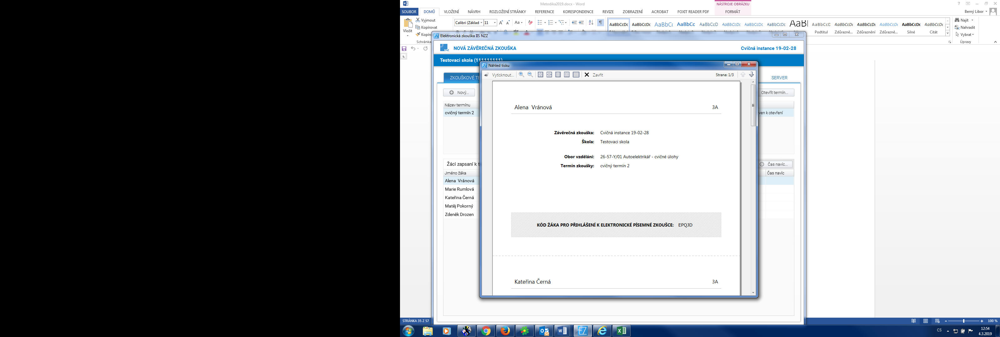 Metodika2019.docx - Word
NÁSTROJE OBRÁZKU
SOUBOR DOMŮ VLOŽENÍ NÁVRH ROZLOŽENÍ STRÁNKY REFERENCE KORESPONDENCE REVIZE ZOBRAZENÍ ACROBAT FOXIT READER PDF FORMÁT
Berný Libor
Vložit
Vyjmout
Kopírovat
Schránka
Calibri (Základ 11
AaBbCcDc AaBbCcDc AaBbCc AaBbCc AaBbCcD AaBbCcDc AaBbCcDc AaBbCcDc AaBl AaBbCcD AaBbCcDc AaBbCcDc AaBbCcDc AaBbCcDc AaBbCcDc
Podtitul Zdůrazně... Zdůraznění Zdůrazně... Silné Citát
Najít
Nahradit
Vybrat
Úpravy
Elektronická zkouška IIS NZZ
NZZ
NOVÁ ZÁVĚREČNÁ ZKOUŠKA
Cvičná instance 19-02-28
Testovaci skola (111111111)
ZKOUŠKOVÉ TE
SERVER
Nový...
Otevřít termín...
Název termínu
cvičný termín 2
ven k otevření
Žáci zapsaní k t
Čas navíc...
Jméno žáka
Čas navíc
Alena Vránová
Marie Rumlová
Kateřina Černá
Matěj Pokorný
Zdeněk Drozen
Náhled tisku
Vytisknout...
Zavřít
Strana: 1/3
Alena Vránová 3A
Závěrečná zkouška: Cvičná instance 19-02-28
Škola: Testovaci skola
Obor vzdělání: 26-57-Y/01 Autoelektrikář - cvičné úlohy
Termín zkoušky: cvičný termín 2
KÓD ŽÁKA PRO PŘIHLÁŠENÍ K ELEKTRONICKÉ PÍSEMNÉ ZKOUŠCE: EPQJD
Kateřina Černá 3A
STRÁNKA 35 Z 57
100 %
CS
12:54
4.3.2019